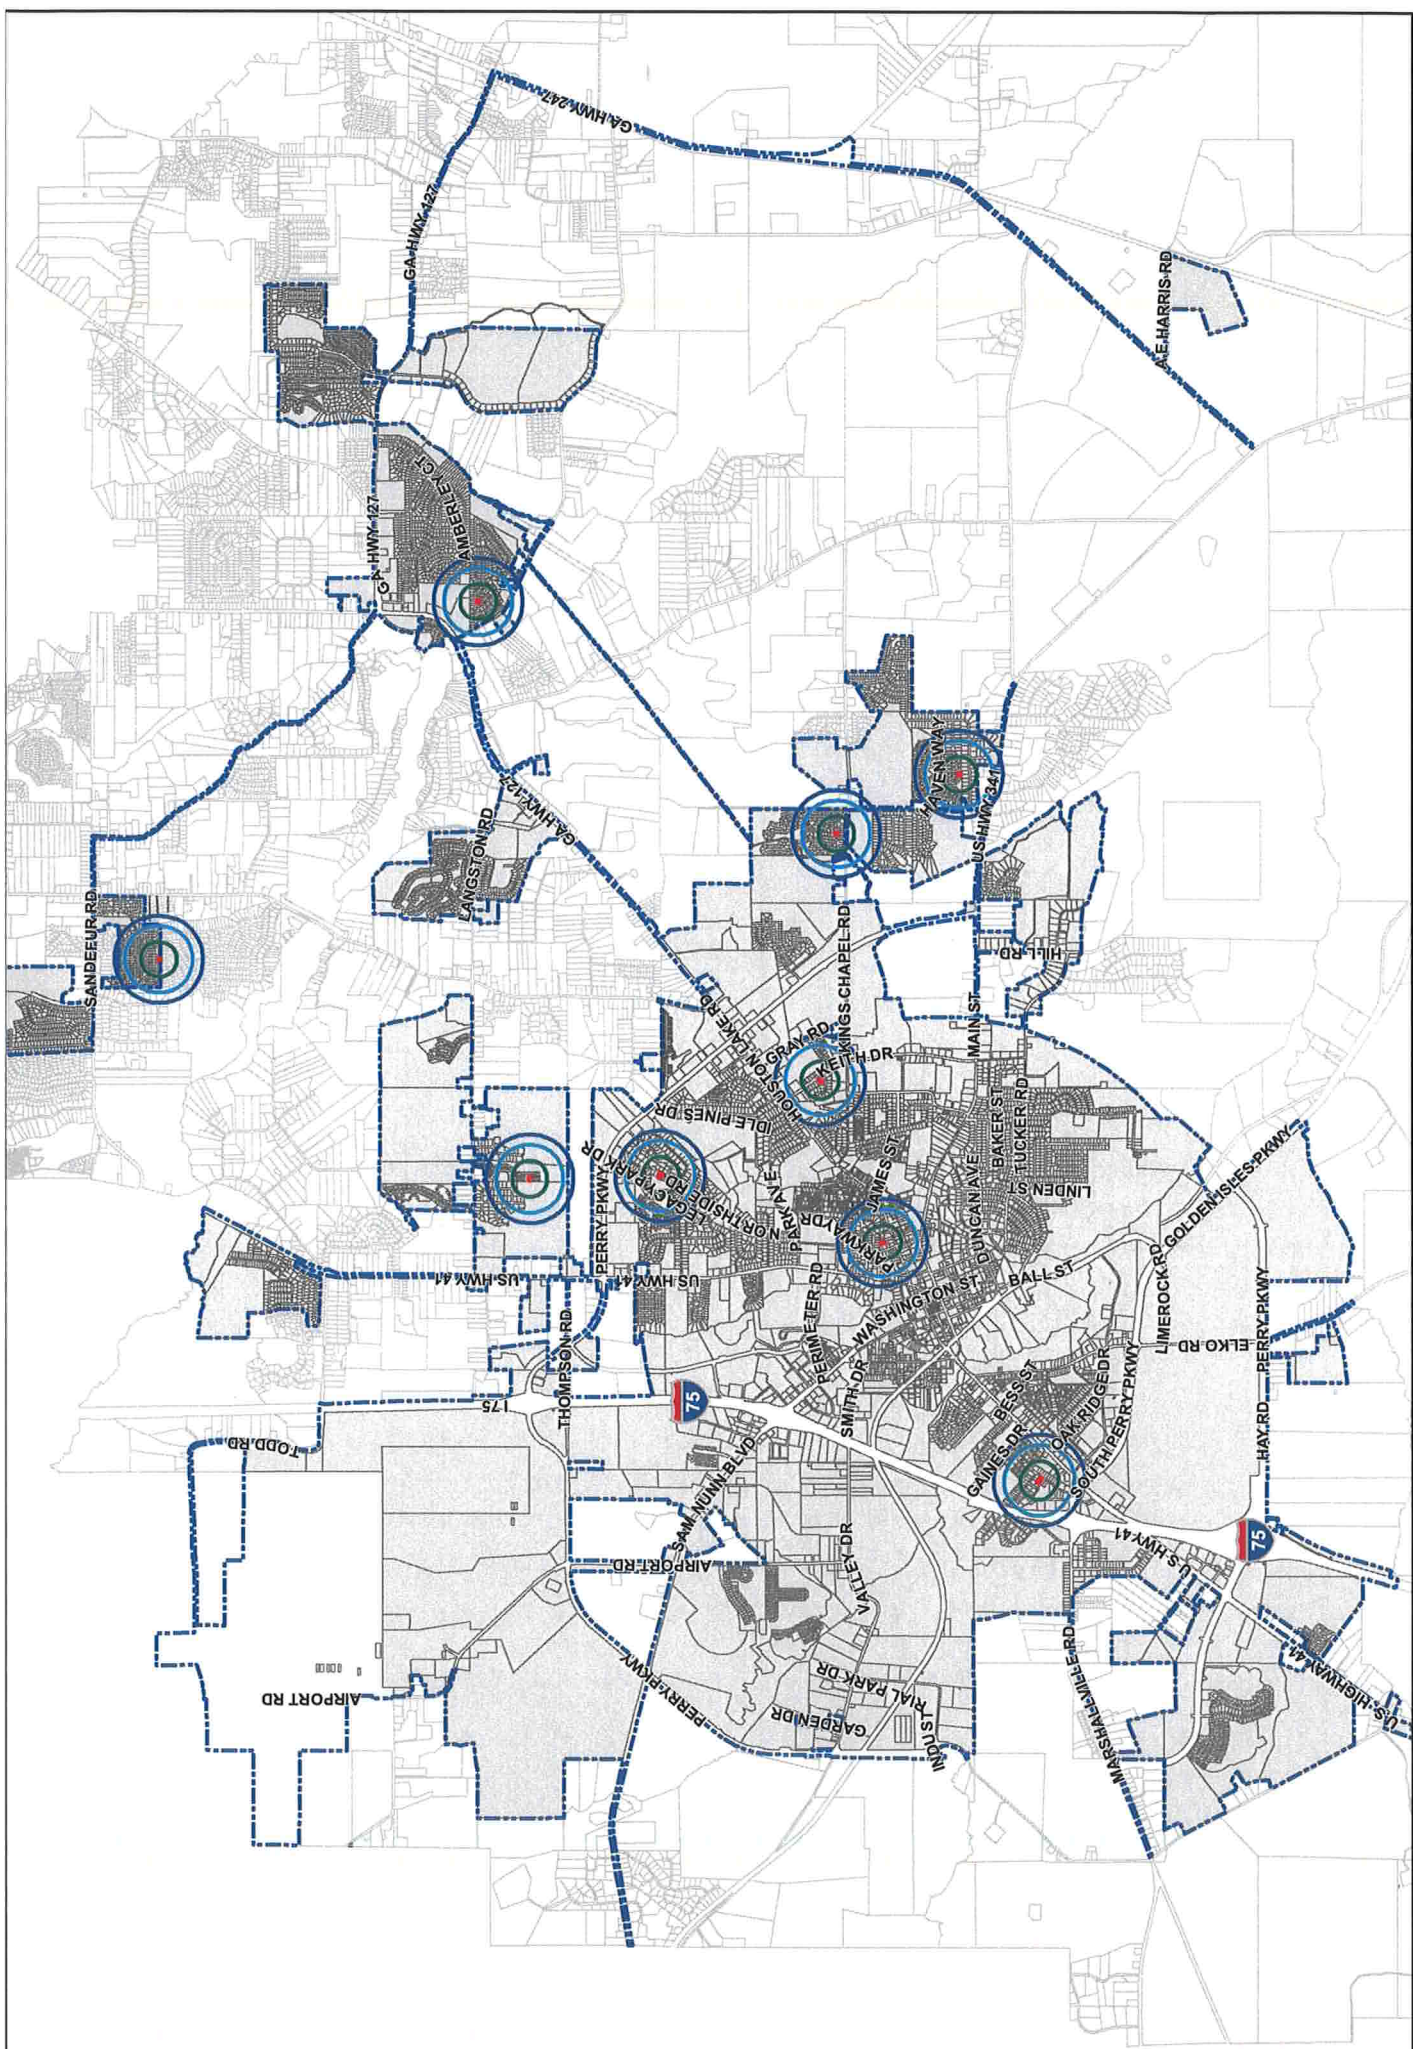 GA HWY 247
GA HWY 127
A E HARRIS RD
AMBERLEY CT
GA HWY 127
SANDEFUR RD
LANGSTON RD
GA HWY 127
HAVEN WAY
US HWY 341
KINGS CHAPEL RD
HILL RD
MAIN ST
HOUSTON LAKE RD
GRAY RD
KEITH DR
IDLE PINES DR
BAKER ST
TUCKER RD
LINDEN ST
JAMES ST
DUNCAN AVE
PARK AVE
NORTHSIDE RD
LEGACY PARK DR
PERRY PKWY
US HWY 41
US HWY 41
PARKWAY DR
GOLDEN ISLES PKWY
BALL ST
WASHINGTON ST
PERIMETER RD
LIMEROCK RD
ELKO RD
PERRY PKWY
THOMPSON RD
I 75
75
SMITH DR
BESS ST
OAK RIDGE DR
SOUTH PERRY PKWY
GAINES DR
HAY RD
TODD RD
SAM NUNN BLVD
AIRPORT RD
VALLEY DR
75
U S HWY 41
AIRPORT RD
PERRY PKWY
GARDEN DR
INDUSTRIAL PARK DR
MARSHALLVILLE RD
U.S. HIGHWAY 41